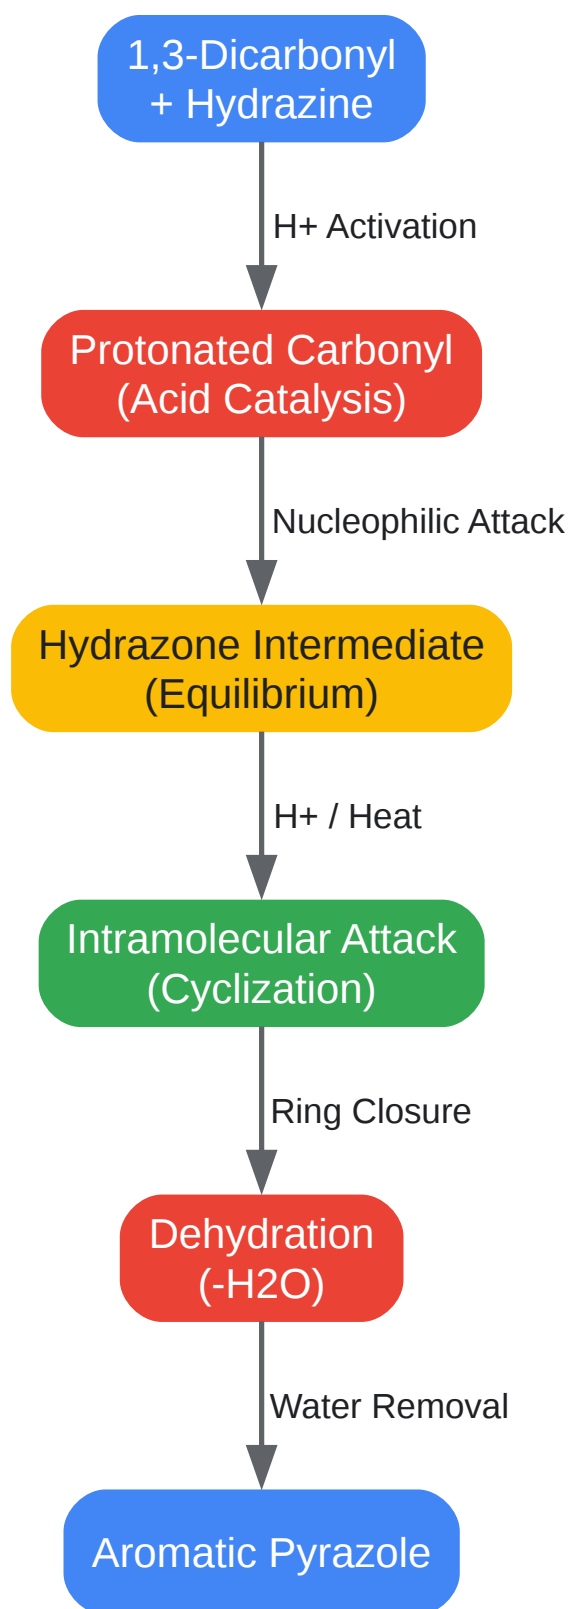 1,3-Dicarbonyl
+ Hydrazine
H+ Activation
Protonated Carbonyl
(Acid Catalysis)
Nucleophilic Attack
Hydrazone Intermediate
(Equilibrium)
H+ / Heat
Intramolecular Attack
(Cyclization)
Ring Closure
Dehydration
(-H2O)
Water Removal
Aromatic Pyrazole